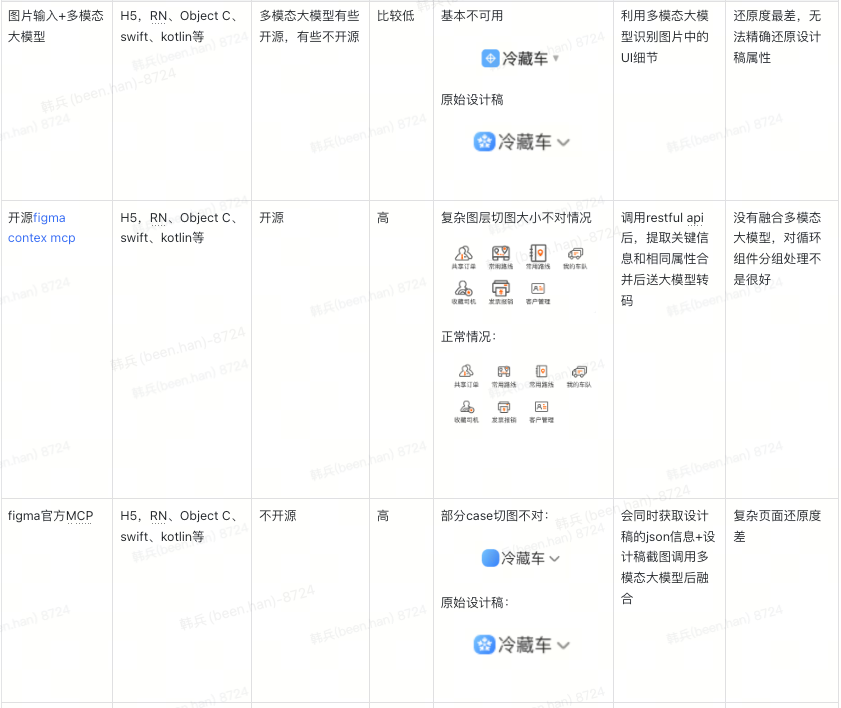 图片输入+多模态
大模型
H5，RN、Object C、
swift、kotlin等
多模态大模型有些
开源，有些不开源
比较低
基本不可用
冷藏车
原始设计稿
冷藏车
利用多模态大模
型识别图片中的
UI细节
还原度最差，无
法精确还原设计
稿属性
开源figma
contex mcp
H5，RN、Object C、
swift、kotlin等
开源
高
复杂图层切图大小不对情况
共享订单 常用路线 常用路线 我的车队
收藏司机 发票报销 客户管理
正常情况：
共享订单 常用路线 常用路线 我的车队
收藏司机 发票报销 客户管理
调用restful api
后，提取关键信
息和相同属性合
并后送大模型转
码
没有融合多模态
大模型，对循环
组件分组处理不
是很好
figma官方MCP
H5，RN、Object C、
swift、kotlin等
不开源
高
部分case切图不对：
冷藏车
原始设计稿：
冷藏车
会同时获取设计
稿的json信息+设
计稿截图调用多
模态大模型后融
合
复杂页面还原度
差
韩兵(been.han)-8724
韩兵(been.han) 8724